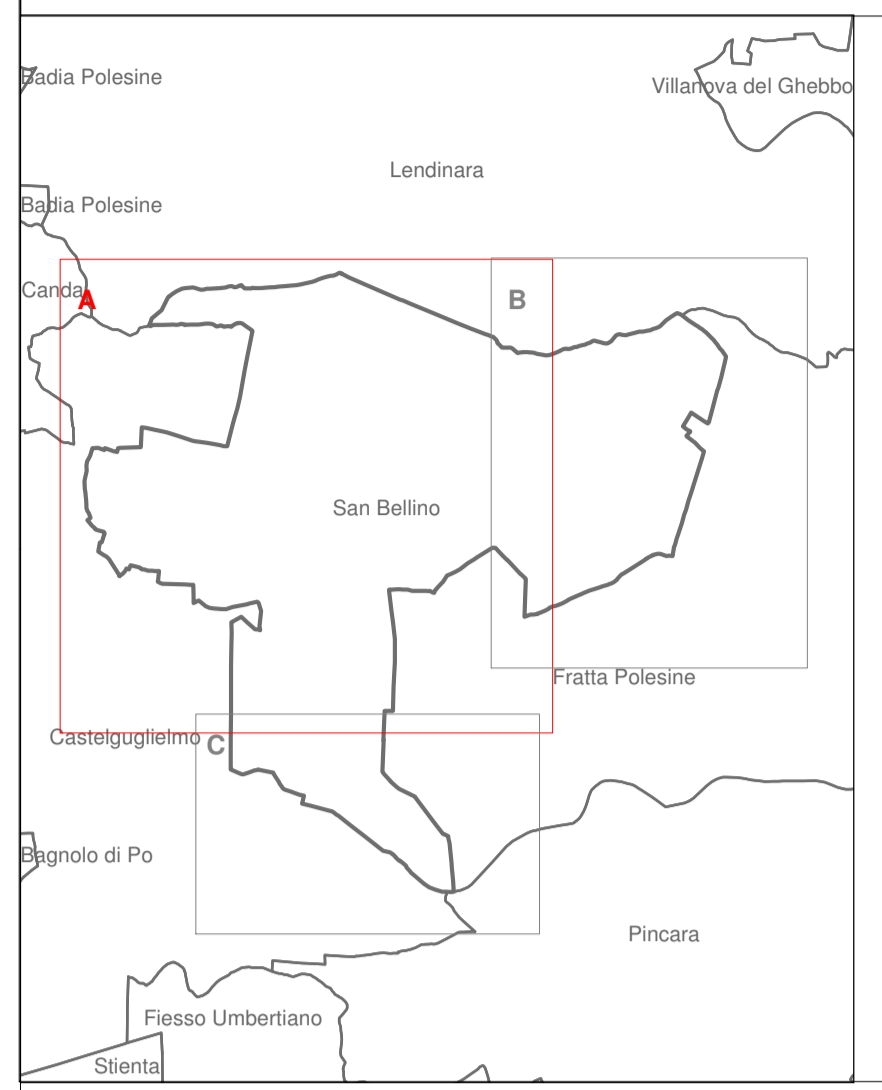 Badia Polesine
Villanova del Ghebbo
Lendinara
Badia Polesine
Canda
A
B
San Bellino
Fratta Polesine
Castelguglielmo
C
Bagnolo di Po
Pincara
Fiesso Umbertiano
Stienta